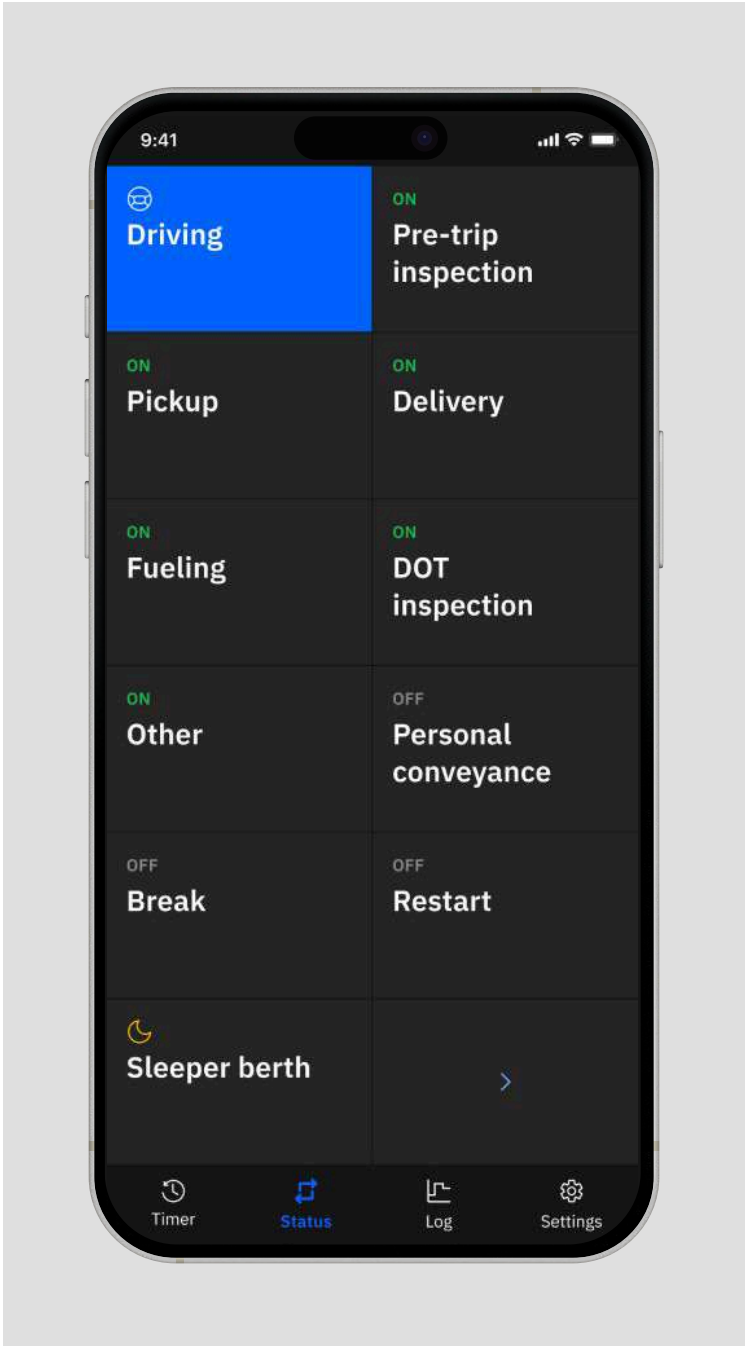 9:41
Driving
ON
Pre-trip
inspection
ON
Pickup
ON
Delivery
ON
Fueling
ON
DOT
inspection
ON
Other
OFF
Personal
conveyance
OFF
Break
OFF
Restart
Sleeper berth
Timer
Status
Log
Settings